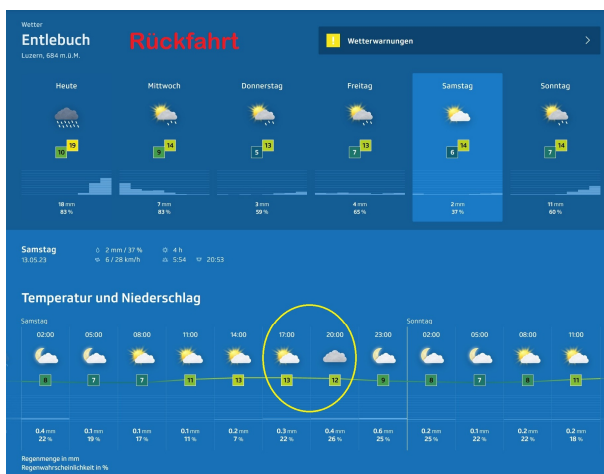 Wetter
Entlebuch
Rückfahrt
Luzern, 684 m.ü.M.
Wetterwarnungen
Heute Mittwoch Donnerstag Freitag Samstag Sonntag
10 19 9 14 5 13 7 13 6 14 7 14
18 mm 7 mm 3 mm 4 mm 2 mm 11 mm
83 % 83 % 59 % 65 % 37 % 60 %
Samstag 2 mm / 37 % 4 h
13.05.23 6 / 28 km/h 5:54 20:53
Temperatur und Niederschlag
Samstag Sonntag
02:00 05:00 08:00 11:00 14:00 17:00 20:00 23:00 02:00 05:00 08:00 11:00
8 7 7 11 13 13 12 9 8 7 8 11
0.4 mm 0.1 mm 0.1 mm 0.1 mm 0.2 mm 0.3 mm 0.4 mm 0.6 mm 0.2 mm 0.1 mm 0.2 mm 0.2 mm
22 % 19 % 17 % 11 % 7 % 22 % 26 % 25 % 25 % 22 % 22 % 18 %
Regenmenge in mm
Regenwahrscheinlichkeit in %